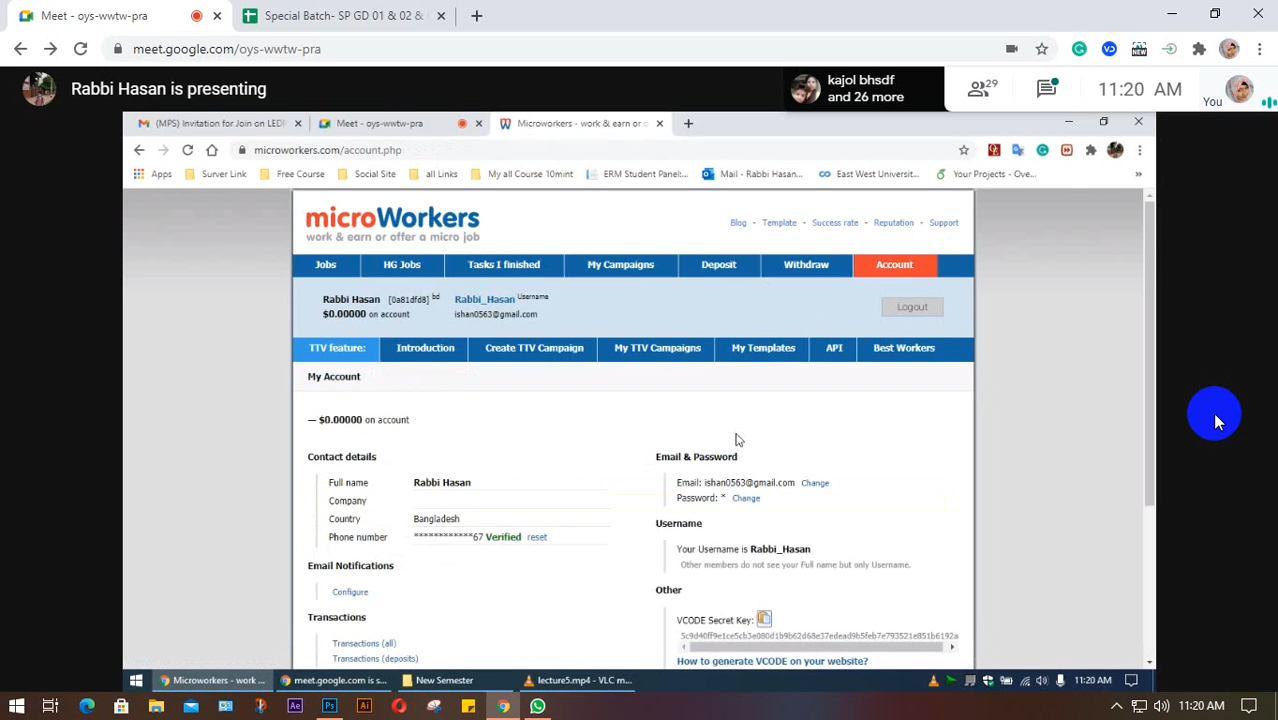 Meet - oys-wwtw-pra
Special Batch- SP GD 01 & 02 &
meet.google.com/oys-wwtw-pra
Rabbi Hasan is presenting
kajol bhsdf
and 26 more
29
11:20 AM
You
(MPS) Invitation for Join on LEDP
Meet - oys-wwtw-pra
Microworkers - work & earn or o
microworkers.com/account.php
Apps
Surver Link
Free Course
Social Site
all Links
My all Course 10mint
ERM Student Panel...
Mail - Rabbi Hasan...
East West Universit...
Your Projects - Ove...
microWorkers
work & earn or offer a micro job
Blog - Template - Success rate - Reputation - Support
Jobs
HG Jobs
Tasks I finished
My Campaigns
Deposit
Withdraw
Account
Rabbi Hasan [0a81dfd8] bd
Rabbi_Hasan Username
$0.00000 on account
ishan0563@gmail.com
Logout
TTV feature:
Introduction
Create TTV Campaign
My TTV Campaigns
My Templates
API
Best Workers
My Account
— $0.00000 on account
Contact details
Full name Rabbi Hasan
Company
Country Bangladesh
Phone number ************67 Verified reset
Email Notifications
Configure
Transactions
Transactions (all)
Transactions (deposits)
Email & Password
Email: ishan0563@gmail.com Change
Password: * Change
Username
Your Username is Rabbi_Hasan
Other members do not see your Full name but only Username.
Other
VCODE Secret Key:
How to generate VCODE on your website?
Microworkers - work ...
meet.google.com is s...
New Semester
lecture5.mp4 - VLC m...
11:20 AM
Ae
Ps
Ai
11:20 AM